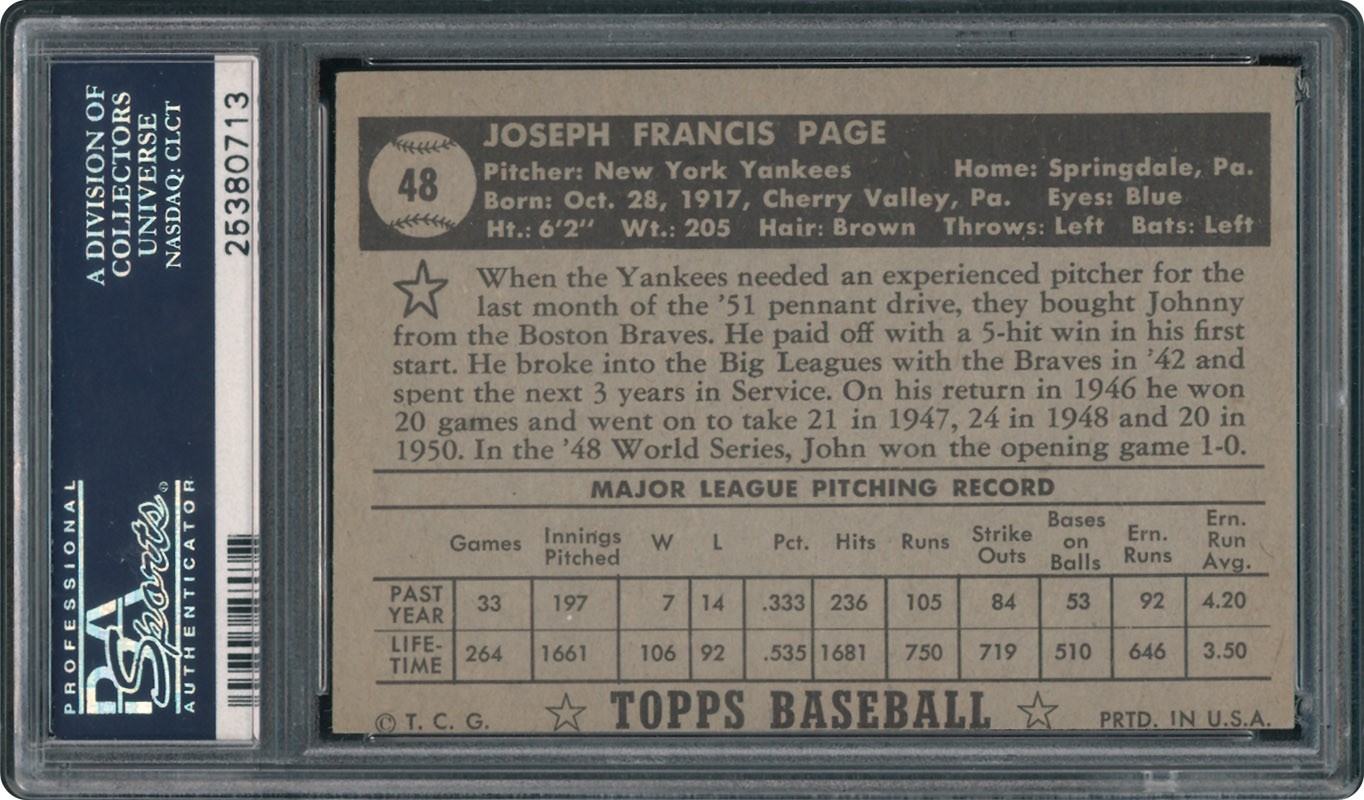 A DIVISION OF
COLLECTORS
UNIVERSE
NASDAQ: CLCT
25380713
PROFESSIONAL
PSA
Sports®
AUTHENTICATOR
48
JOSEPH FRANCIS PAGE
Pitcher: New York Yankees Home: Springdale, Pa.
Born: Oct. 28, 1917, Cherry Valley, Pa. Eyes: Blue
Ht.: 6'2" Wt.: 205 Hair: Brown Throws: Left Bats: Left
When the Yankees needed an experienced pitcher for the
last month of the '51 pennant drive, they bought Johnny
from the Boston Braves. He paid off with a 5-hit win in his first
start. He broke into the Big Leagues with the Braves in '42 and
spent the next 3 years in Service. On his return in 1946 he won
20 games and went on to take 21 in 1947, 24 in 1948 and 20 in
1950. In the '48 World Series, John won the opening game 1-0.
MAJOR LEAGUE PITCHING RECORD
Games Innings Pitched W L Pct. Hits Runs Strike Outs Bases on Balls Ern. Runs Ern. Run Avg.
PAST YEAR 33 197 7 14 .333 236 105 84 53 92 4.20
LIFE-TIME 264 1661 106 92 .535 1681 750 719 510 646 3.50
© T. C. G. TOPPS BASEBALL PRTD. IN U.S.A.